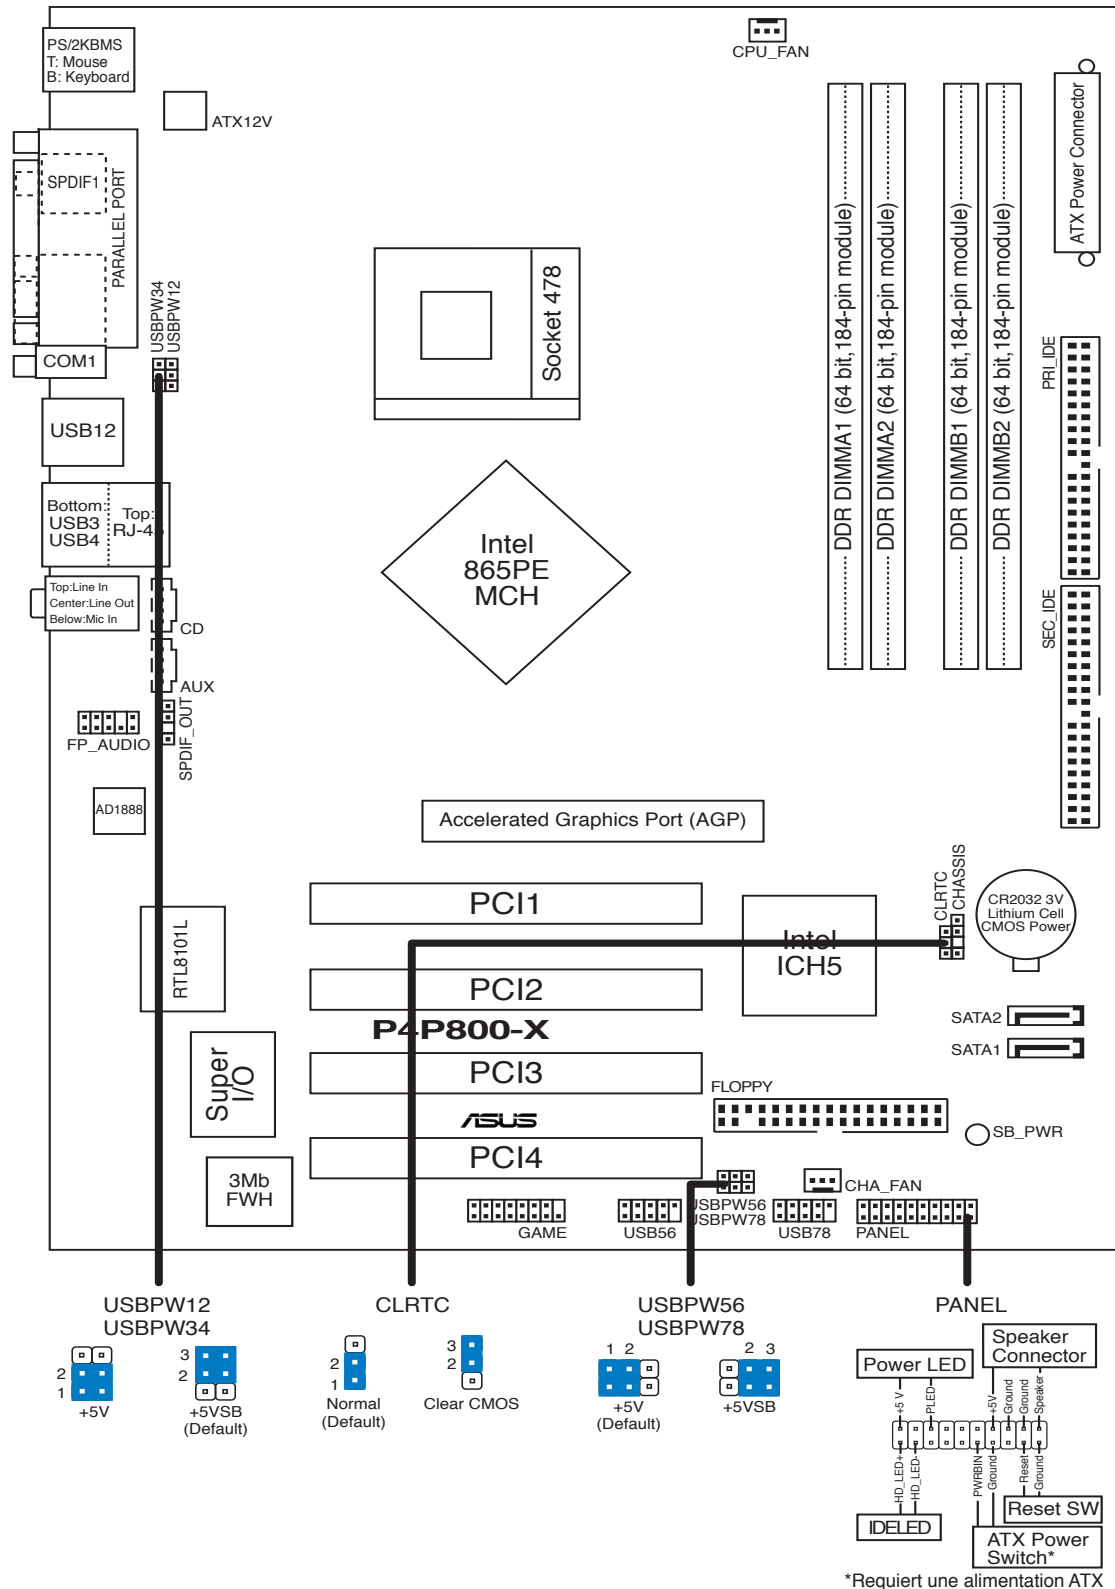 PS/2KBMS
T: Mouse
B: Keyboard
CPU_FAN
ATX12V
SPDIF1
PARALLEL PORT
ATX Power Connector
USBPW34
USBPW12
COM1
Socket 478
DDR DIMMA1 (64 bit,184-pin module)
DDR DIMMA2 (64 bit,184-pin module)
DDR DIMMB1 (64 bit,184-pin module)
DDR DIMMB2 (64 bit,184-pin module)
PRI_IDE
USB12
Bottom:
USB3
USB4
Top:
RJ-45
Intel
865PE
MCH
Top:Line In
Center:Line Out
Below:Mic In
CD
SEC_IDE
AUX
FP_AUDIO
SPDIF_OUT
AD1888
Accelerated Graphics Port (AGP)
PCI1
CLRTC
CHASSIS
CR2032 3V
Lithium Cell
CMOS Power
Intel
ICH5
RTL8101L
PCI2
P4P800-X
SATA2
SATA1
Super
I/O
PCI3
FLOPPY
ASUS
SB_PWR
PCI4
3Mb
FWH
CHA_FAN
USBPW56
USBPW78
GAME
USB56
USB78
PANEL
USBPW12
USBPW34
3
2
2
1
+5V
+5VSB
(Default)
CLRTC
2
1
Normal
(Default)
3
2
Clear CMOS
USBPW56
USBPW78
1 2
+5V
(Default)
2 3
+5VSB
PANEL
Speaker
Connector
Power LED
+5 V
PLED
+5V
Ground
Ground
Speaker
HD_LED+
HD_LED-
PWRBIN
Ground
Reset
Ground
Reset SW
IDELED
ATX Power
Switch*
*Requiert une alimentation ATX